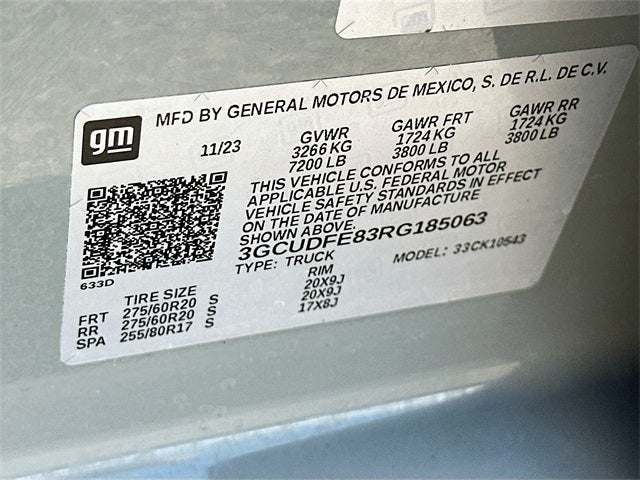 gm
MFD BY GENERAL MOTORS DE MEXICO, S. DE R.L. DE C.V.
11/23 GVWR GAWR FRT GAWR RR
3266 KG 1724 KG 1724 KG
7200 LB 3800 LB 3800 LB
THIS VEHICLE CONFORMS TO ALL
APPLICABLE U.S. FEDERAL MOTOR
VEHICLE SAFETY STANDARDS IN EFFECT
ON THE DATE OF MANUFACTURE
SHOWN ABOVE.
3GCUDFE83RG185063
633D
TYPE: TRUCK MODEL: 33CK10543
TIRE SIZE RIM
FRT 275/60R20 S 20X9J
RR 275/60R20 S 20X9J
SPA 255/80R17 S 17X8J